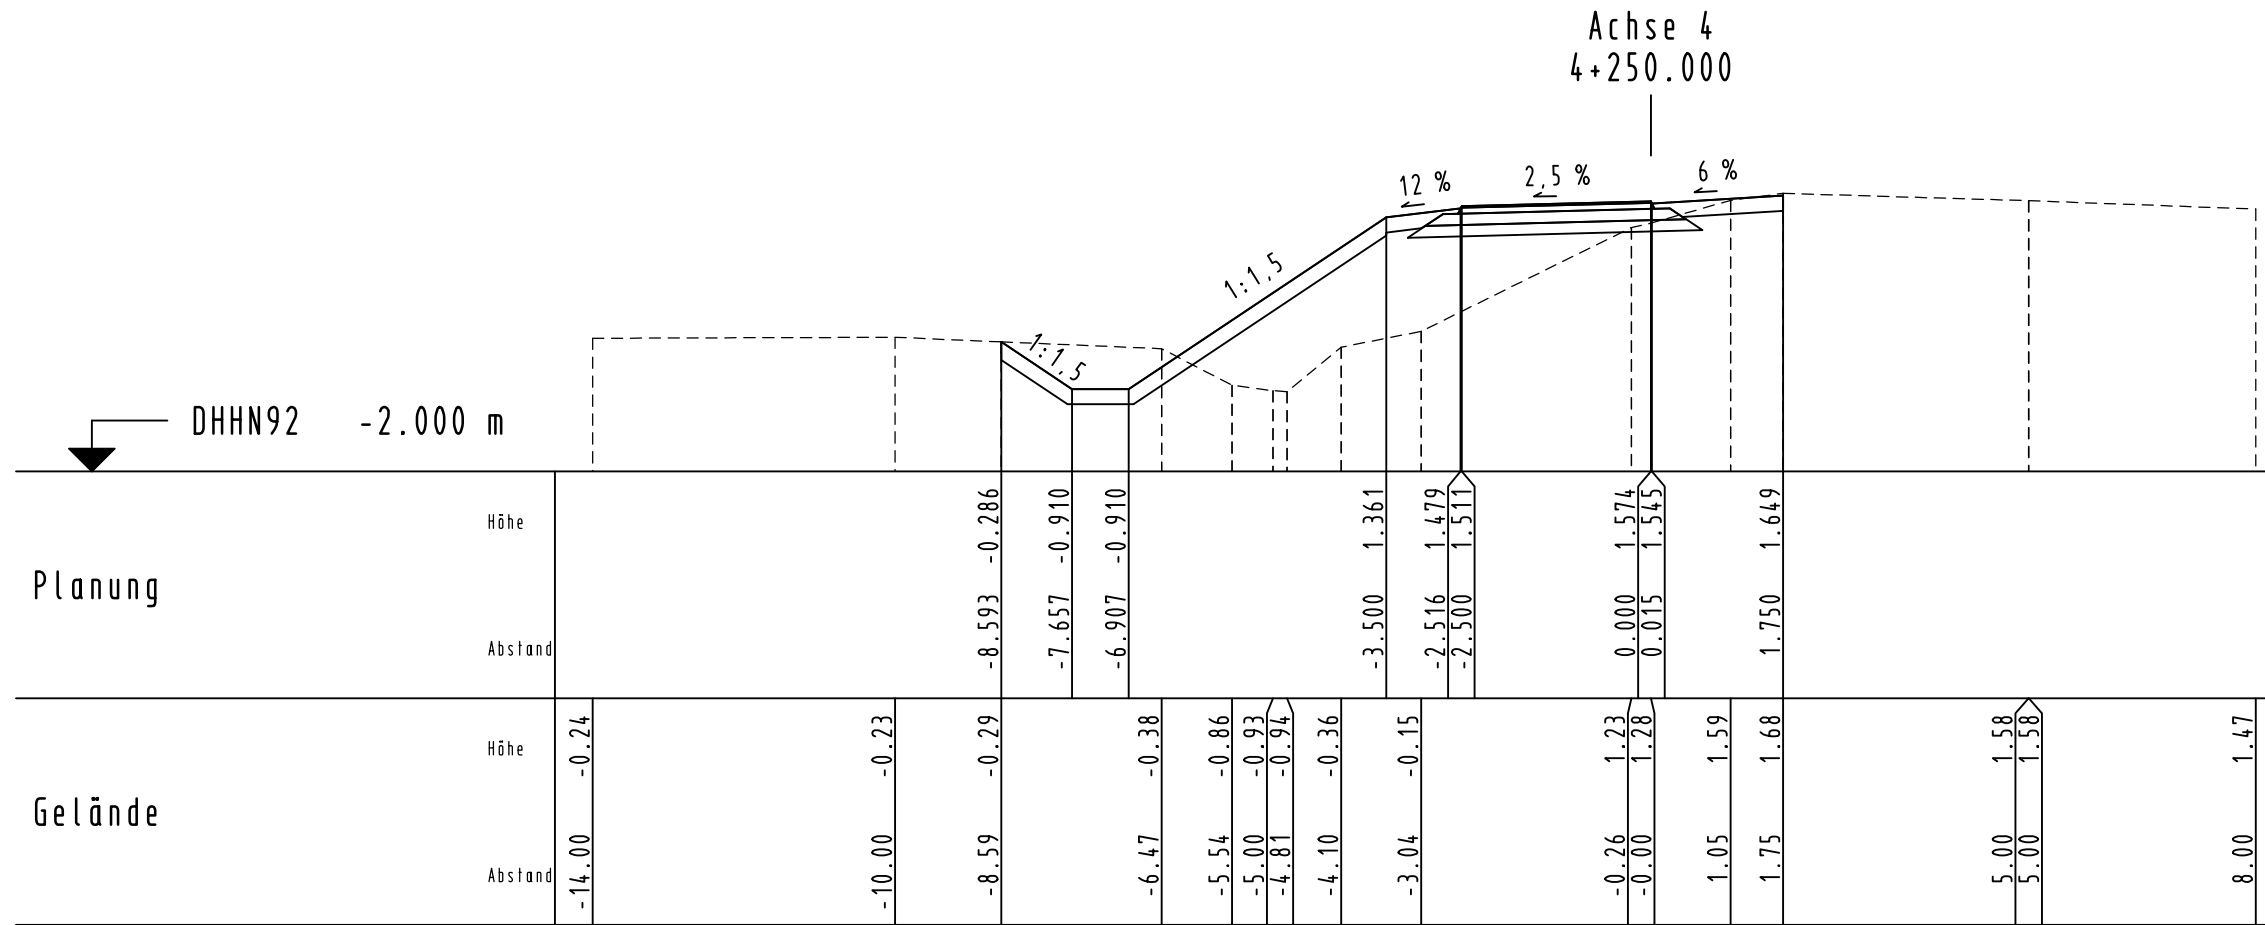 Achse 4
4+250.000
12 %
2,5 %
6 %
1:1,5
1:1,5
DHHN92 -2.000 m
Planung
Höhe
-0.286 -0.910 -0.910 1.361 1.479 1.511 1.574 1.545 1.649
Abstand
-8.593 -7.657 -6.907 -3.500 -2.516 -2.500 0.000 0.015 1.750
Gelände
Höhe
-0.24 -0.23 -0.29 -0.38 -0.86 -0.93 -0.94 -0.36 -0.15 1.23 1.28 1.59 1.68 1.58 1.58 1.47
Abstand
-14.00 -10.00 -8.59 -6.47 -5.54 -5.00 -4.81 -4.10 -3.04 -0.26 -0.00 1.05 1.75 5.00 5.00 8.00